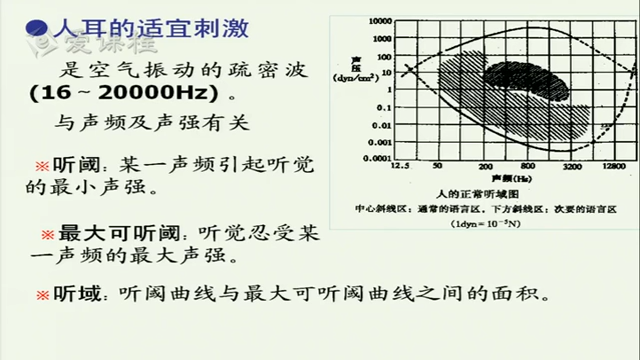 人耳的适宜刺激
爱课程
是空气振动的疏密波
(16～20000Hz)。
与声频及声强有关
※听阈：某一声频引起听觉
的最小声强。
※最大可听阈：听觉忍受某
一声频的最大声强。
※听域：听阈曲线与最大可听阈曲线之间的面积。
声压
(dyn/cm²)
10000
1000
100
10
1
0.1
0.01
0.001
0.0001
12.5 50 200 800 3200 12800
声频(Hz)
人的正常听域图
中心斜线区：通常的语言区，下方斜线区：次要的语言区
(1dyn=10⁻⁵N)